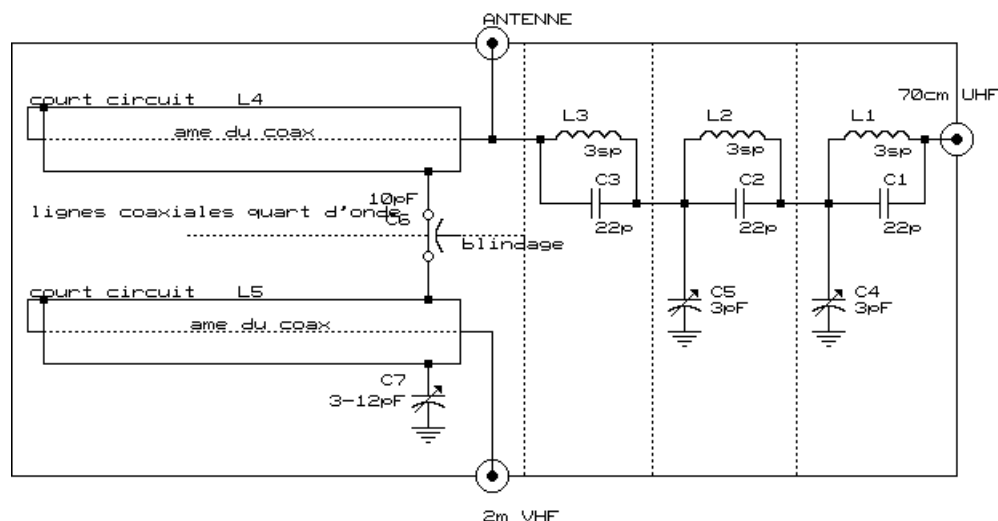 ANTENNE
court circuit L4
70cm UHF
ame du coax
L3
L2
L1
3sp
3sp
3sp
C3
C2
C1
22p
22p
22p
10pF
C6
lignes coaxiales quart d'onde
blindage
court circuit L5
C5
3pF
C4
3pF
ame du coax
C7
3-12pF
2m VHF